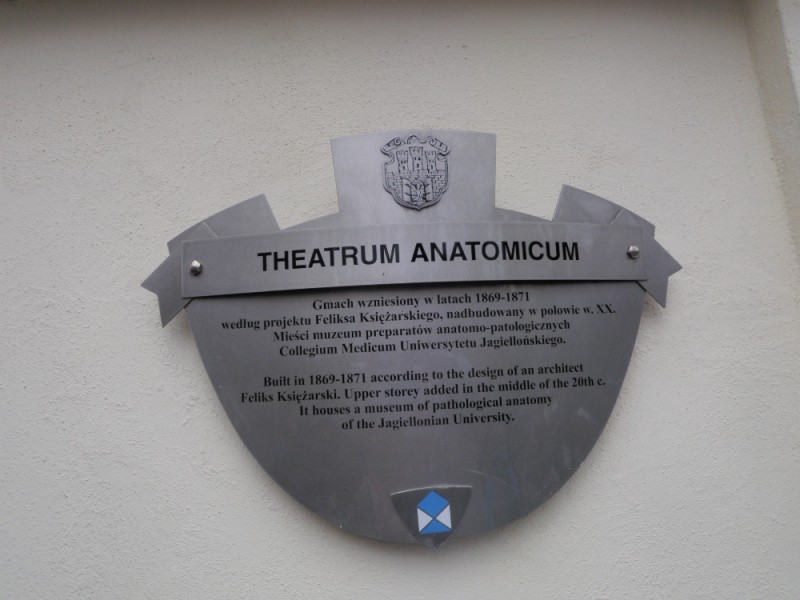 THEATRUM ANATOMICUM
Gmach wzniesiony w latach 1869-1871
według projektu Feliksa Księżarskiego, nadbudowany w połowie w. XX.
Mieści muzeum preparatów anatomo-patologicznych
Collegium Medicum Uniwersytetu Jagiellońskiego.
Built in 1869-1871 according to the design of an architect
Feliks Księżarski. Upper storey added in the middle of the 20th c.
It houses a museum of pathological anatomy
of the Jagiellonian University.